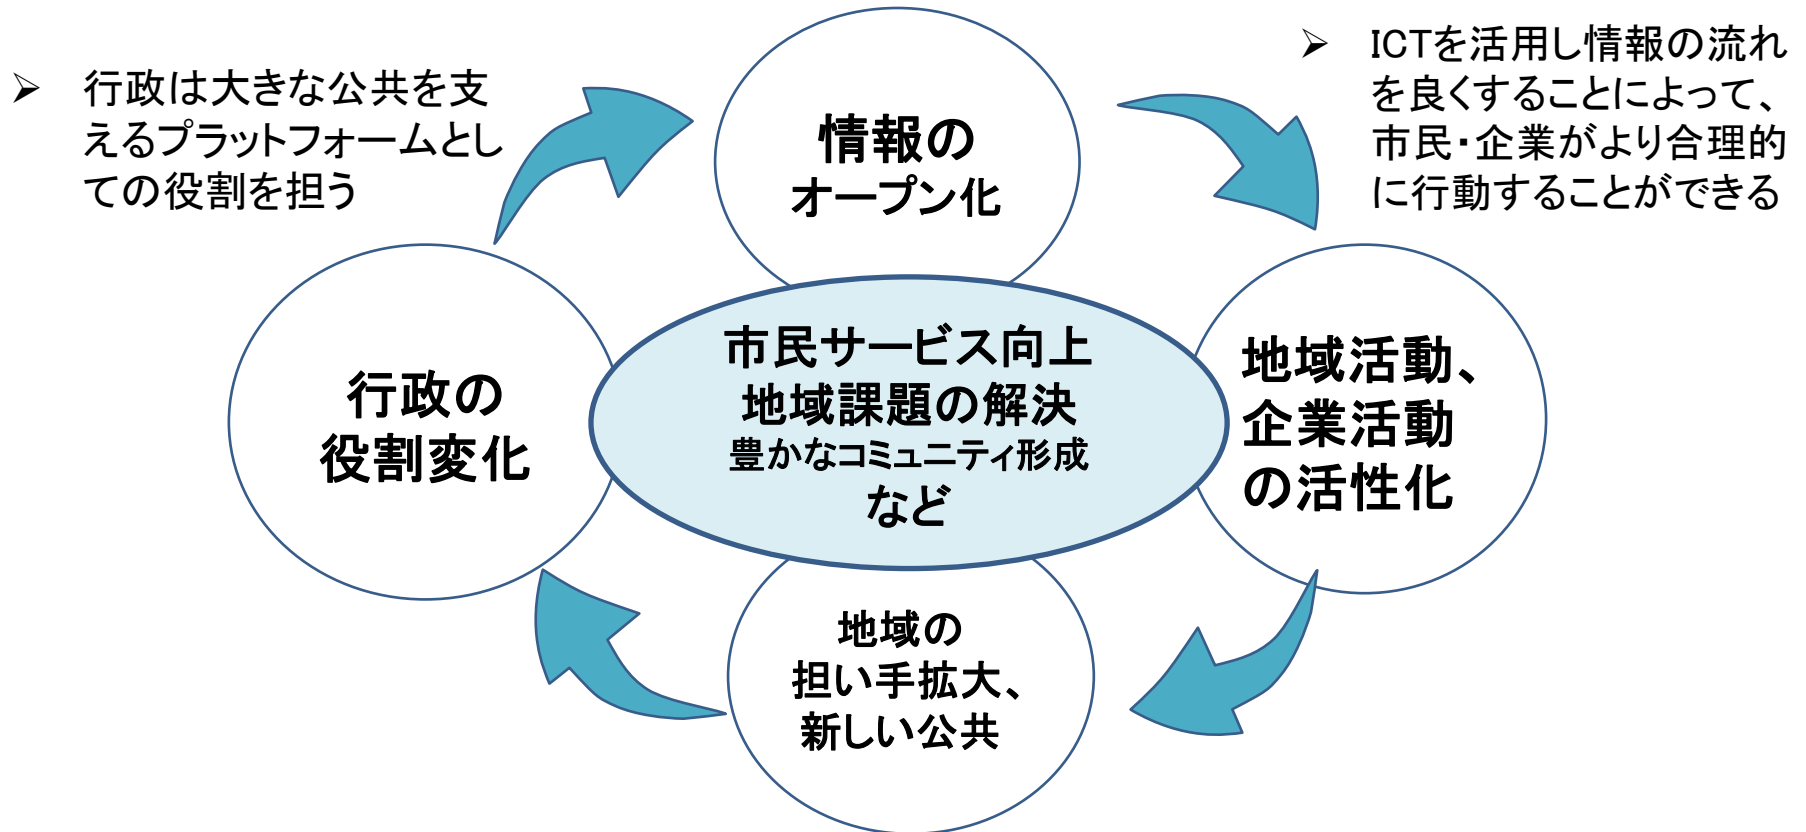 ➢ 行政は大きな公共を支
えるプラットフォームとし
ての役割を担う
➢ ICTを活用し情報の流れ
を良くすることによって、
市民・企業がより合理的
に行動することができる
情報の
オープン化
行政の
役割変化
市民サービス向上
地域課題の解決
豊かなコミュニティ形成
など
地域活動、
企業活動
の活性化
地域の
担い手拡大、
新しい公共